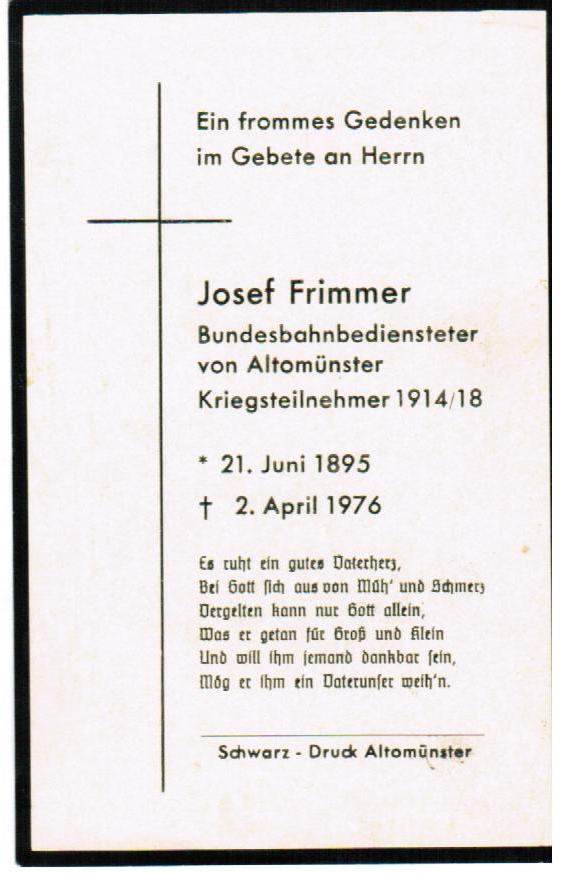 Ein frommes Gedenken
im Gebete an Herrn
Josef Frimmer
Bundesbahnbediensteter
von Altomünster
Kriegsteilnehmer 1914/18
* 21. Juni 1895
† 2. April 1976
Es ruht ein gutes Vaterherz,
Bei Gott sich aus von Müh' und Schmerz
Vergelten kann nur Gott allein,
Was er getan für Groß und Klein
Und will ihm jemand dankbar sein,
Mög er ihm ein Vaterunser weih'n.
Schwarz - Druck Altomünster